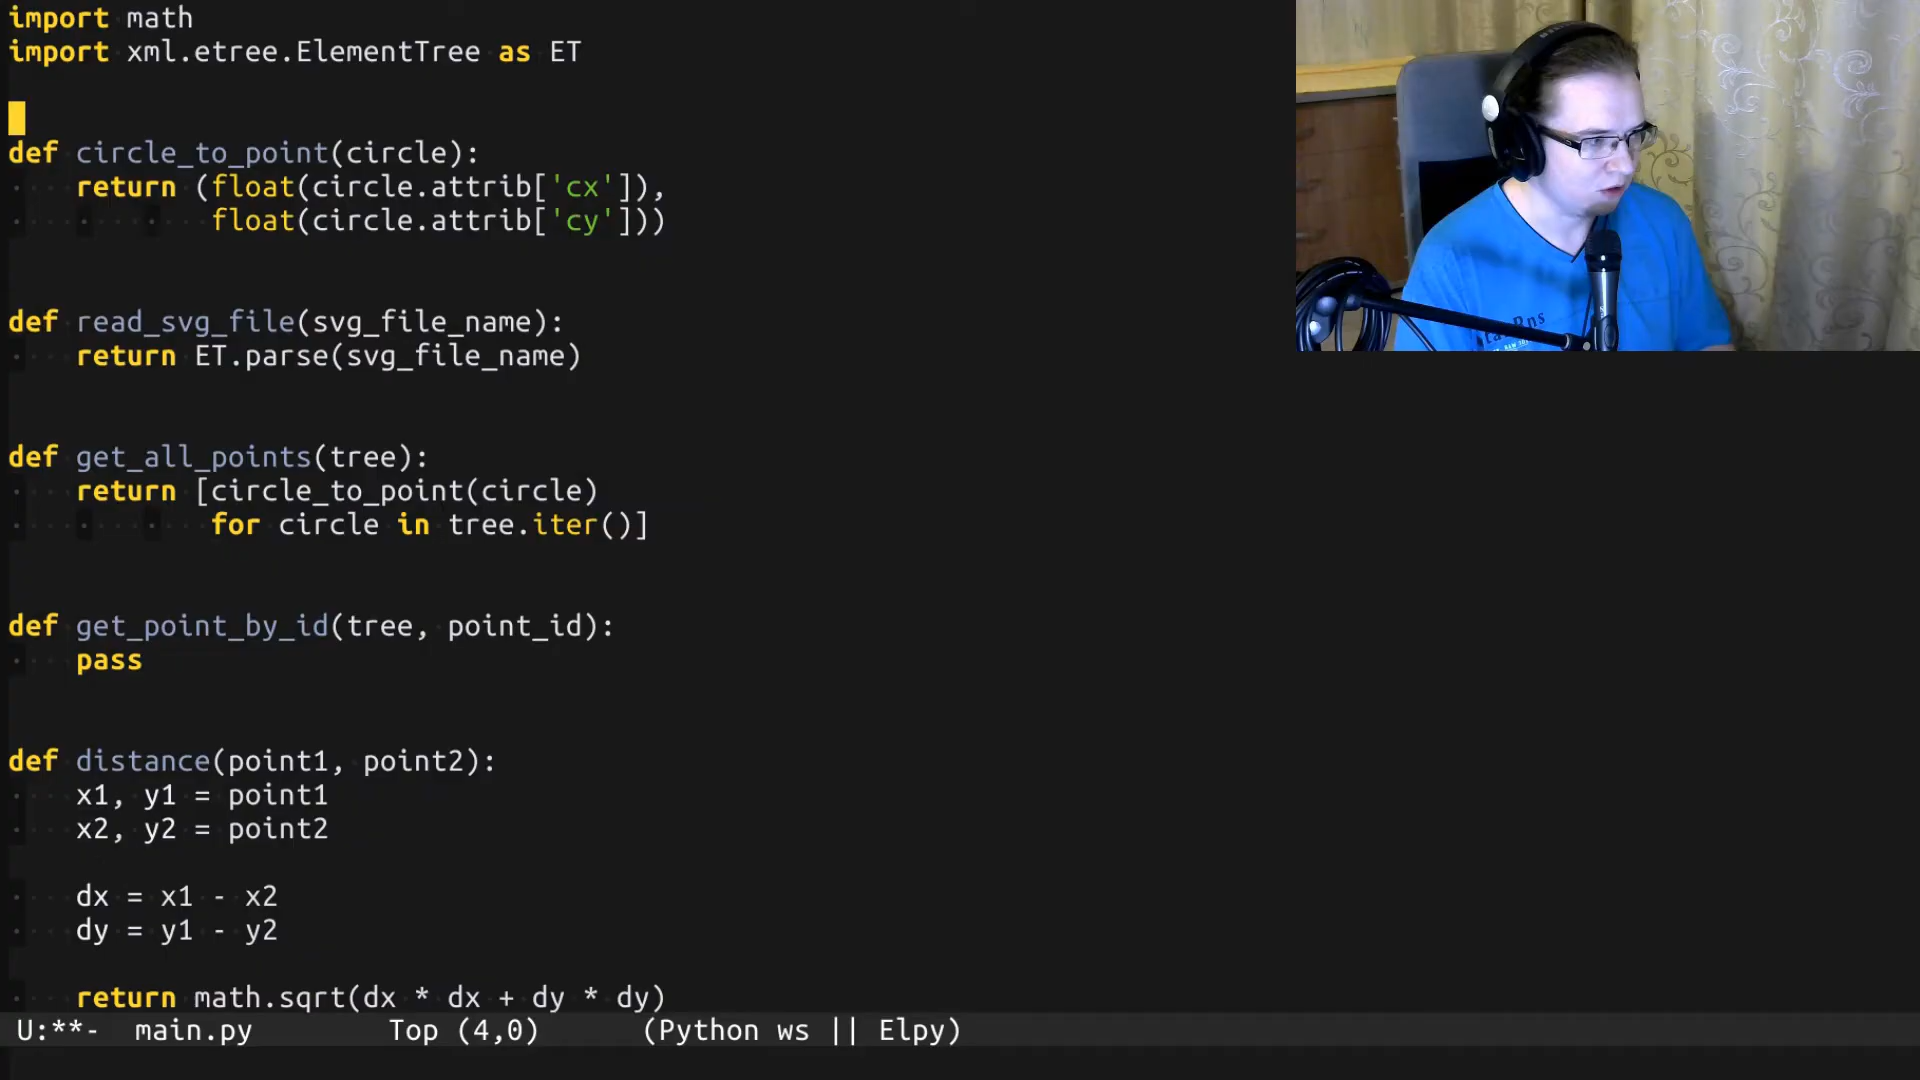 import math
import xml.etree.ElementTree as ET
def circle_to_point(circle):
return (float(circle.attrib['cx']),
float(circle.attrib['cy']))
def read_svg_file(svg_file_name):
return ET.parse(svg_file_name)
def get_all_points(tree):
return [circle_to_point(circle)
for circle in tree.iter()]
def get_point_by_id(tree, point_id):
pass
def distance(point1, point2):
x1, y1 = point1
x2, y2 = point2
dx = x1 - x2
dy = y1 - y2
return math.sqrt(dx * dx + dy * dy)
U:**- main.py Top (4,0) (Python ws || Elpy)